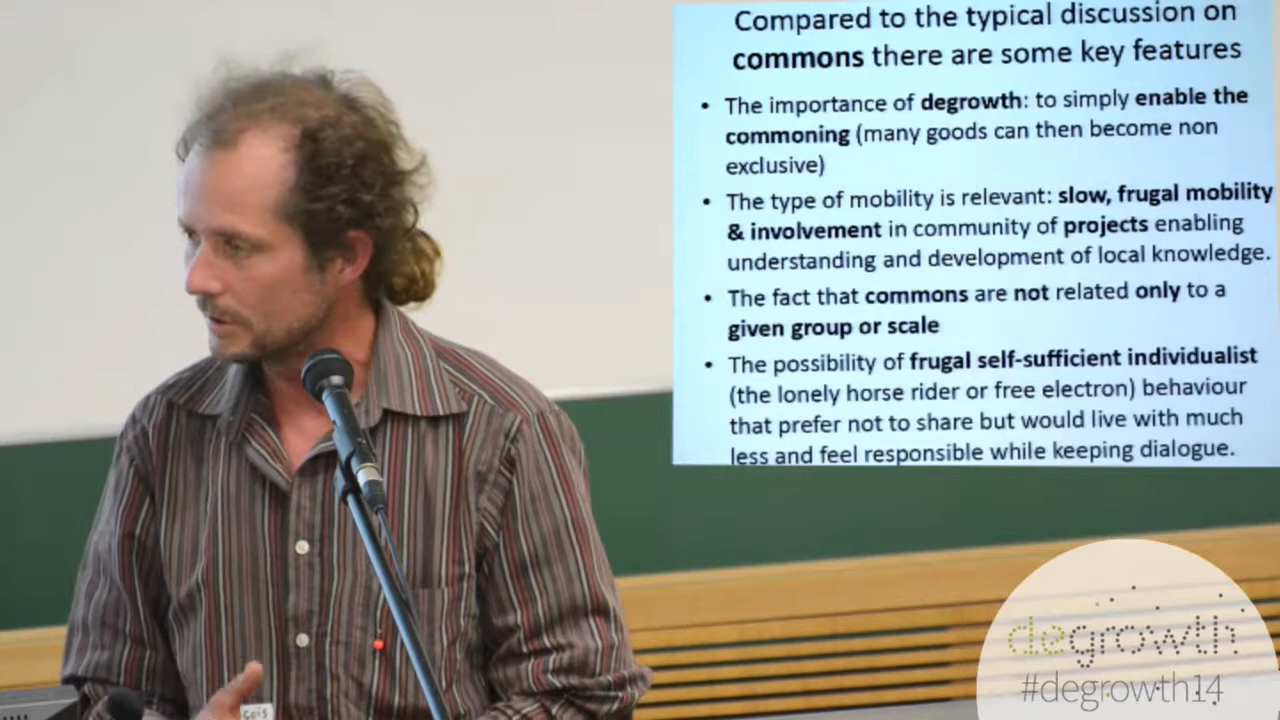 Compared to the typical discussion on
commons there are some key features
• The importance of degrowth: to simply enable the
commoning (many goods can then become non
exclusive)
• The type of mobility is relevant: slow, frugal mobility
& involvement in community of projects enabling
understanding and development of local knowledge.
• The fact that commons are not related only to a
given group or scale
• The possibility of frugal self-sufficient individualist
(the lonely horse rider or free electron) behaviour
that prefer not to share but would live with much
less and feel responsible while keeping dialogue.
degrowth
#degrowth14